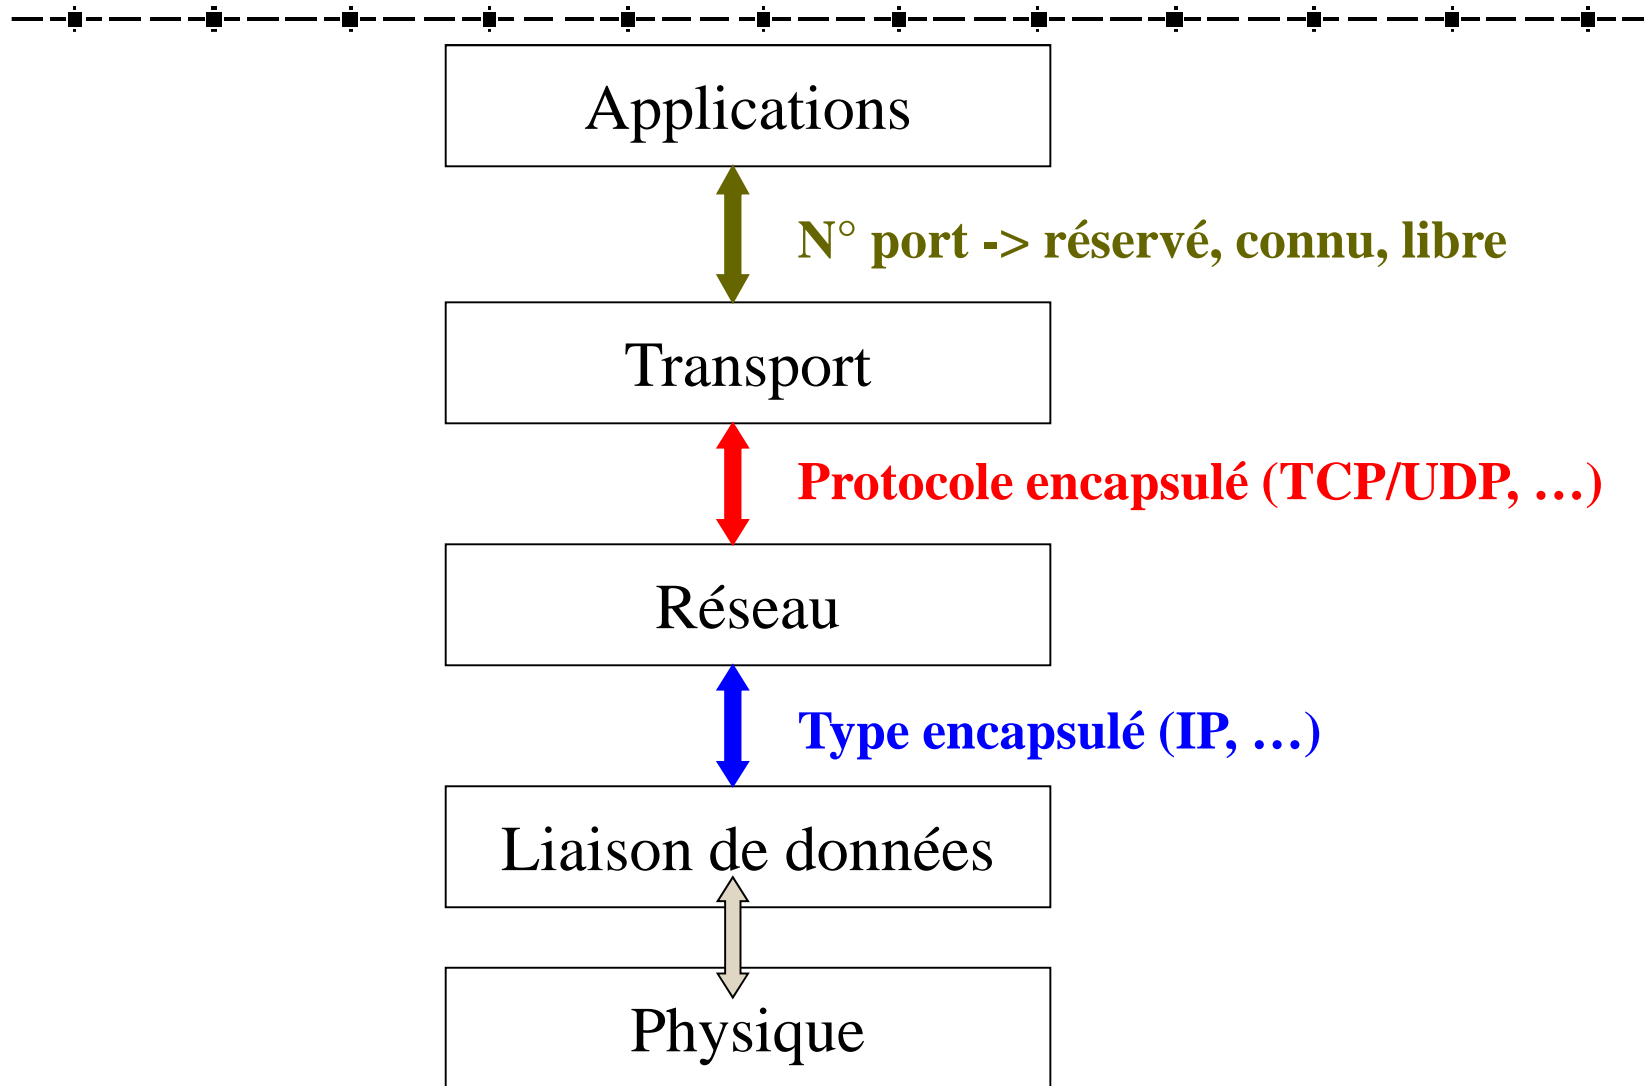 Applications
N° port -> réservé, connu, libre
Transport
Protocole encapsulé (TCP/UDP, …)
Réseau
Type encapsulé (IP, …)
Liaison de données
Physique